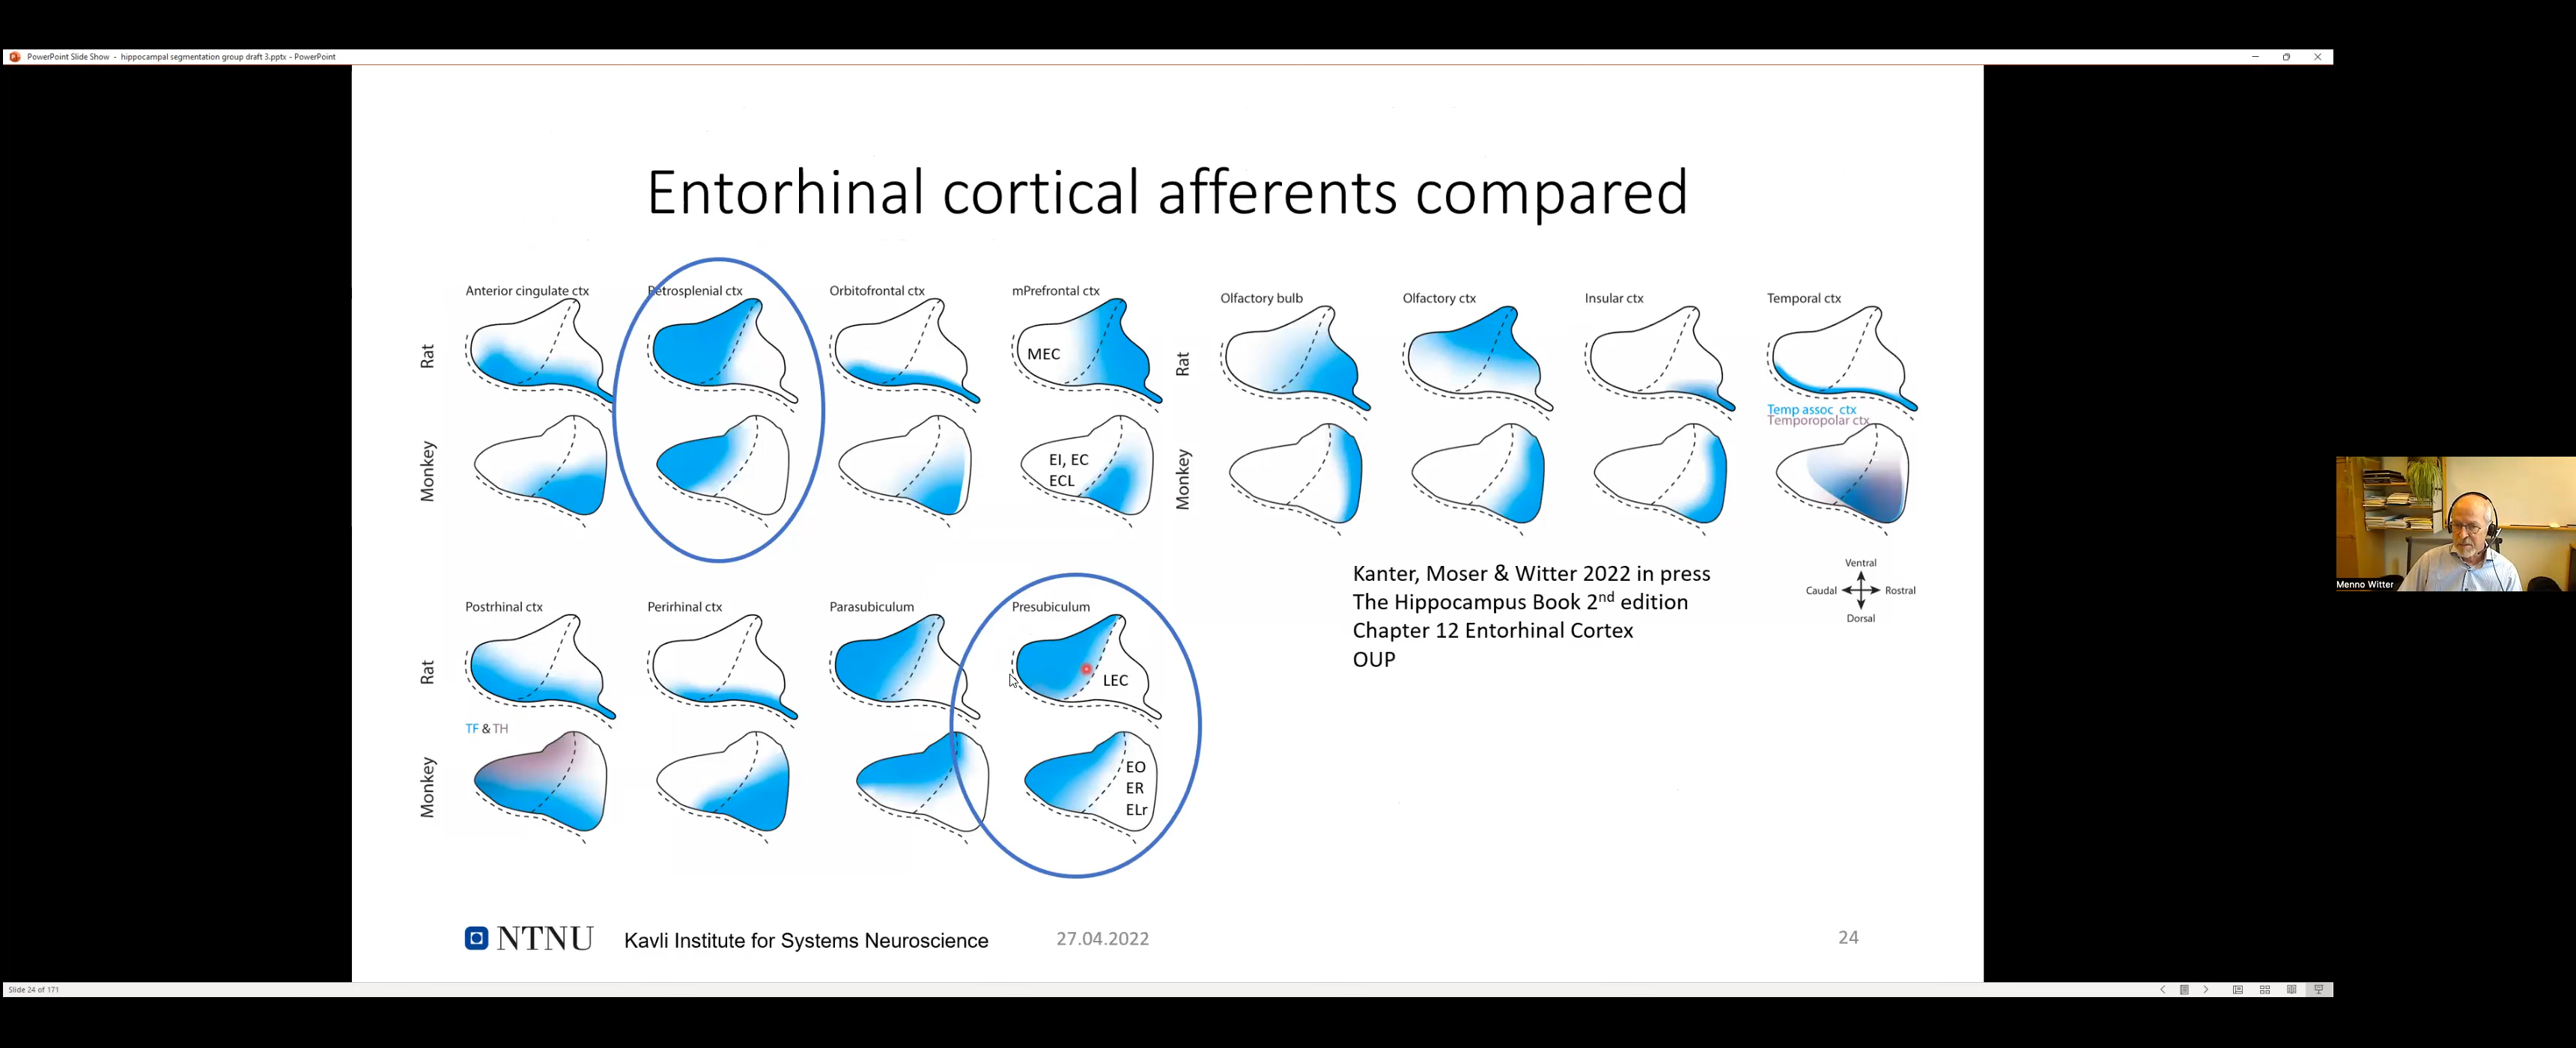 PowerPoint Slide Show - hippocampal segmentation group draft 3.pptx - PowerPoint
Entorhinal cortical afferents compared
Anterior cingulate ctx
Retrosplenial ctx
Orbitofrontal ctx
mPrefrontal ctx
Olfactory bulb
Olfactory ctx
Insular ctx
Temporal ctx
Rat
MEC
Rat
Temp assoc ctx
Temporopolar ctx
Monkey
EI, EC
ECL
Monkey
Kanter, Moser & Witter 2022 in press
The Hippocampus Book 2nd edition
Chapter 12 Entorhinal Cortex
OUP
Ventral
Caudal
Rostral
Dorsal
Menno Witter
Postrhinal ctx
Perirhinal ctx
Parasubiculum
Presubiculum
Rat
LEC
TF & TH
Monkey
EO
ER
ELr
NTNU
Kavli Institute for Systems Neuroscience
27.04.2022
24
Slide 24 of 171